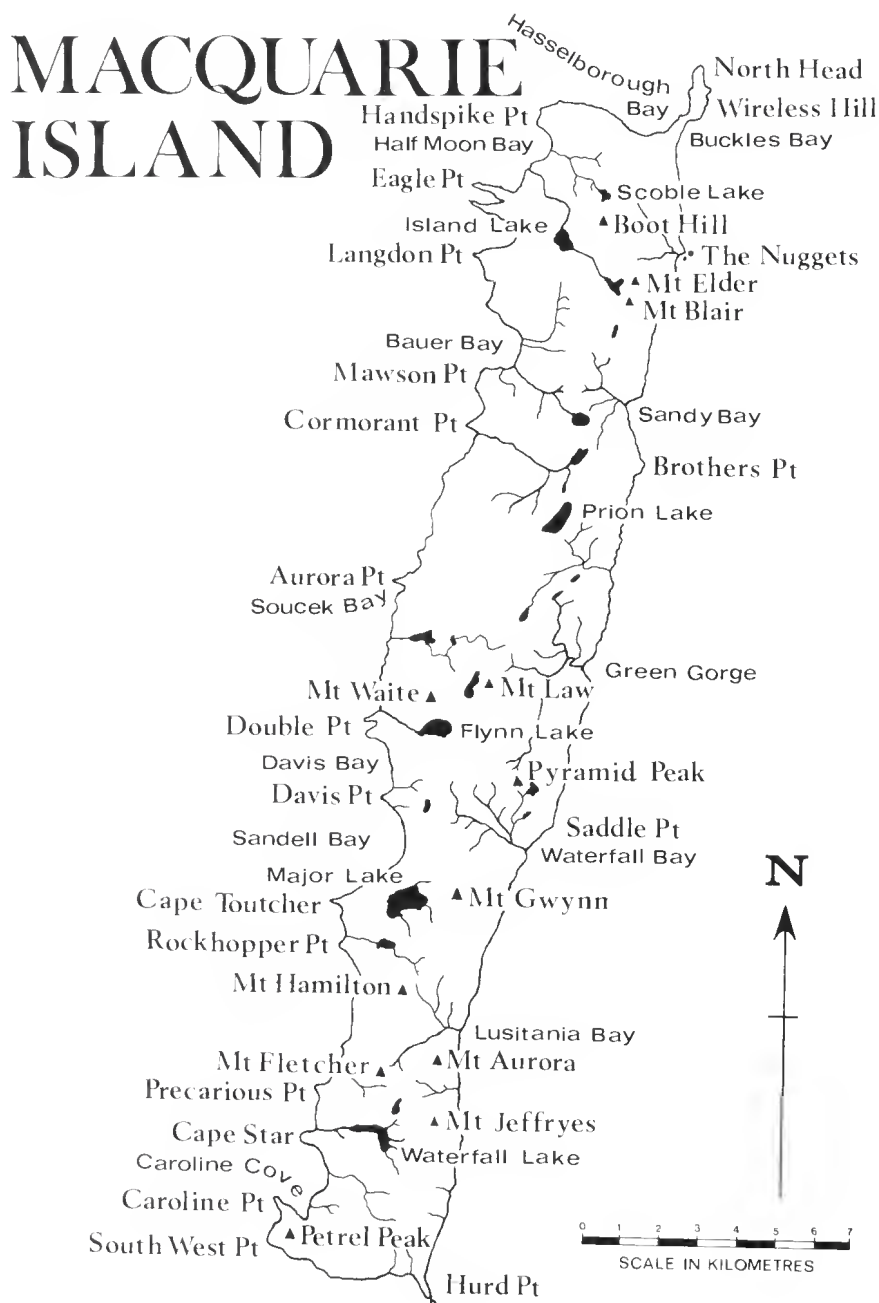 MACQUARIE
ISLAND
Hasselborough
Bay
North Head
Wireless Hill
Handspike Pt
Buckles Bay
Half Moon Bay
Eagle Pt
Scoble Lake
Island Lake
Boot Hill
Langdon Pt
The Nuggets
Mt Elder
Mt Blair
Bauer Bay
Mawson Pt
Cormorant Pt
Sandy Bay
Brothers Pt
Prion Lake
Aurora Pt
Soucek Bay
Green Gorge
Mt Waite
Mt Law
Double Pt
Flynn Lake
Davis Bay
Pyramid Peak
Davis Pt
Saddle Pt
Sandell Bay
Waterfall Bay
Major Lake
Cape Toutcher
Mt Gwynn
Rockhopper Pt
Mt Hamilton
N
Lusitania Bay
Mt Fletcher
Mt Aurora
Precarious Pt
Cape Star
Mt Jeffryes
Caroline Cove
Waterfall Lake
Caroline Pt
South West Pt
Petrel Peak
Hurd Pt
0 1 2 3 4 5 6 7
SCALE IN KILOMETRES